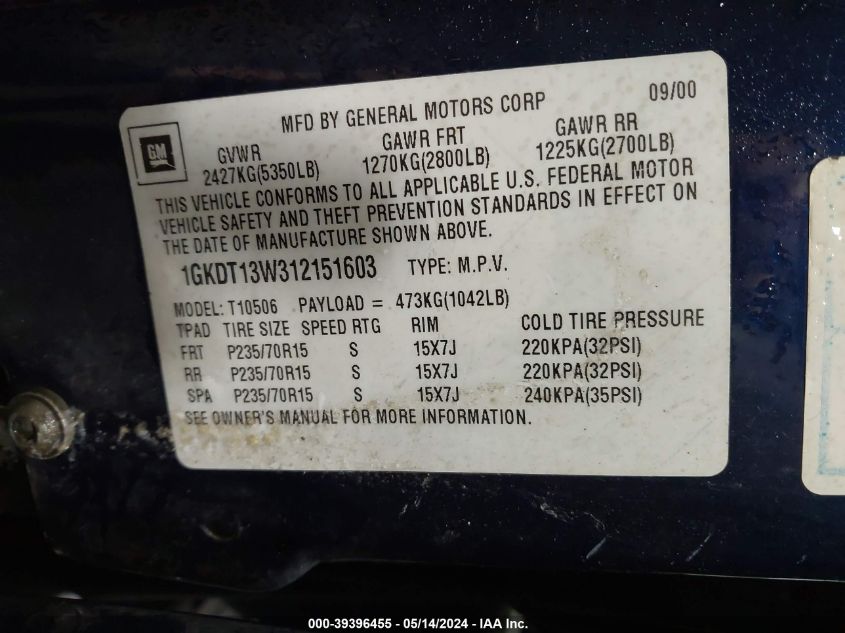 MFD BY GENERAL MOTORS CORP 09/00
GM
GVWR GAWR FRT GAWR RR
2427KG(5350LB) 1270KG(2800LB) 1225KG(2700LB)
THIS VEHICLE CONFORMS TO ALL APPLICABLE U.S. FEDERAL MOTOR
VEHICLE SAFETY AND THEFT PREVENTION STANDARDS IN EFFECT ON
THE DATE OF MANUFACTURE SHOWN ABOVE.
1GKDT13W312151603 TYPE: M.P.V.
MODEL: T10506 PAYLOAD = 473KG(1042LB)
TPAD TIRE SIZE SPEED RTG RIM COLD TIRE PRESSURE
FRT P235/70R15 S 15X7J 220KPA(32PSI)
RR P235/70R15 S 15X7J 220KPA(32PSI)
SPA P235/70R15 S 15X7J 240KPA(35PSI)
SEE OWNER'S MANUAL FOR MORE INFORMATION.
000-39396455 - 05/14/2024 - IAA Inc.